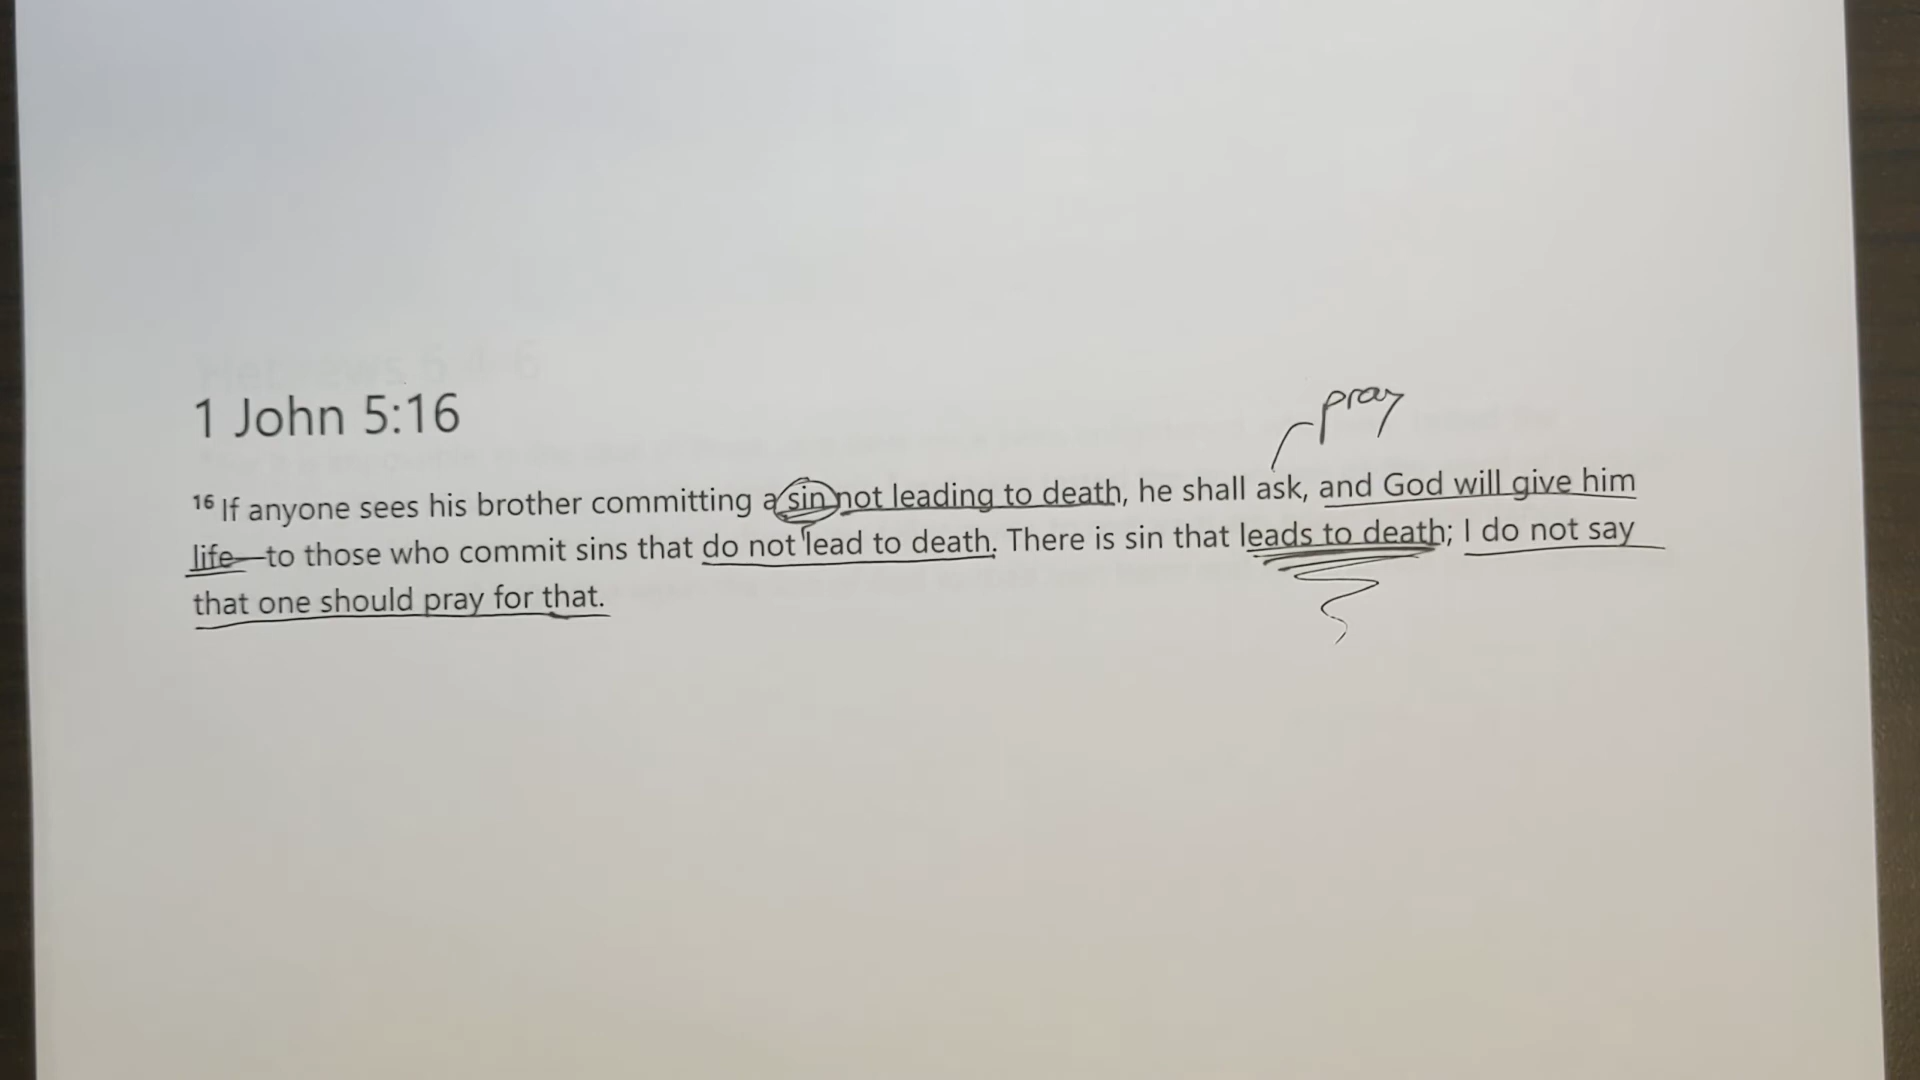 1 John 5:16
pray
16 If anyone sees his brother committing a sin not leading to death, he shall ask, and God will give him
life—to those who commit sins that do not lead to death. There is sin that leads to death; I do not say
that one should pray for that.